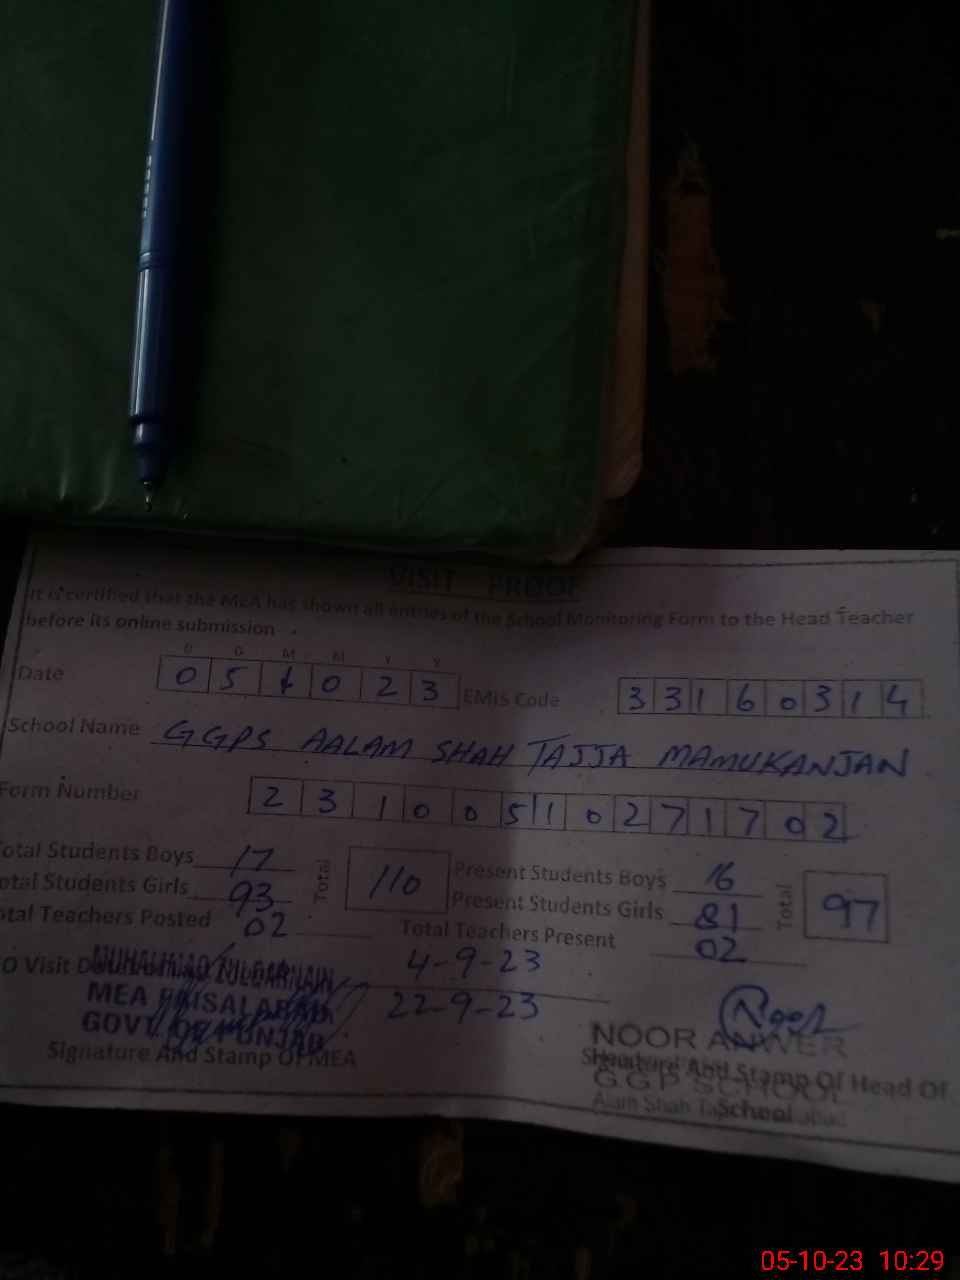 VISIT PROOF
It is certified that the MEA has shown all entries of the School Monitoring Form to the Head Teacher
before its online submission
D D M M Y Y
Date 0 5 1 0 2 3 EMIS Code 3 3 1 6 0 3 1 4
School Name GGPS AALAM SHAH TAJJA MAMUKANJAN
Form Number 2 3 1 0 0 5 1 0 2 7 1 7 0 2
Total Students Boys 17 Total 110 Present Students Boys 16 Total 97
otal Students Girls 93 Present Students Girls 81
otal Teachers Posted 02 Total Teachers Present 02
O Visit 4-9-23
22-9-23
MUHAMMAD ZULQARNAIN
MEA FAISALABAD
GOVT. OF PUNJAB
Signature And Stamp Of MEA
Noor
NOOR ANWER
Signature And Stamp Of Head Of
GGP SCHOOL
Alam Shah
School
05-10-23 10:29